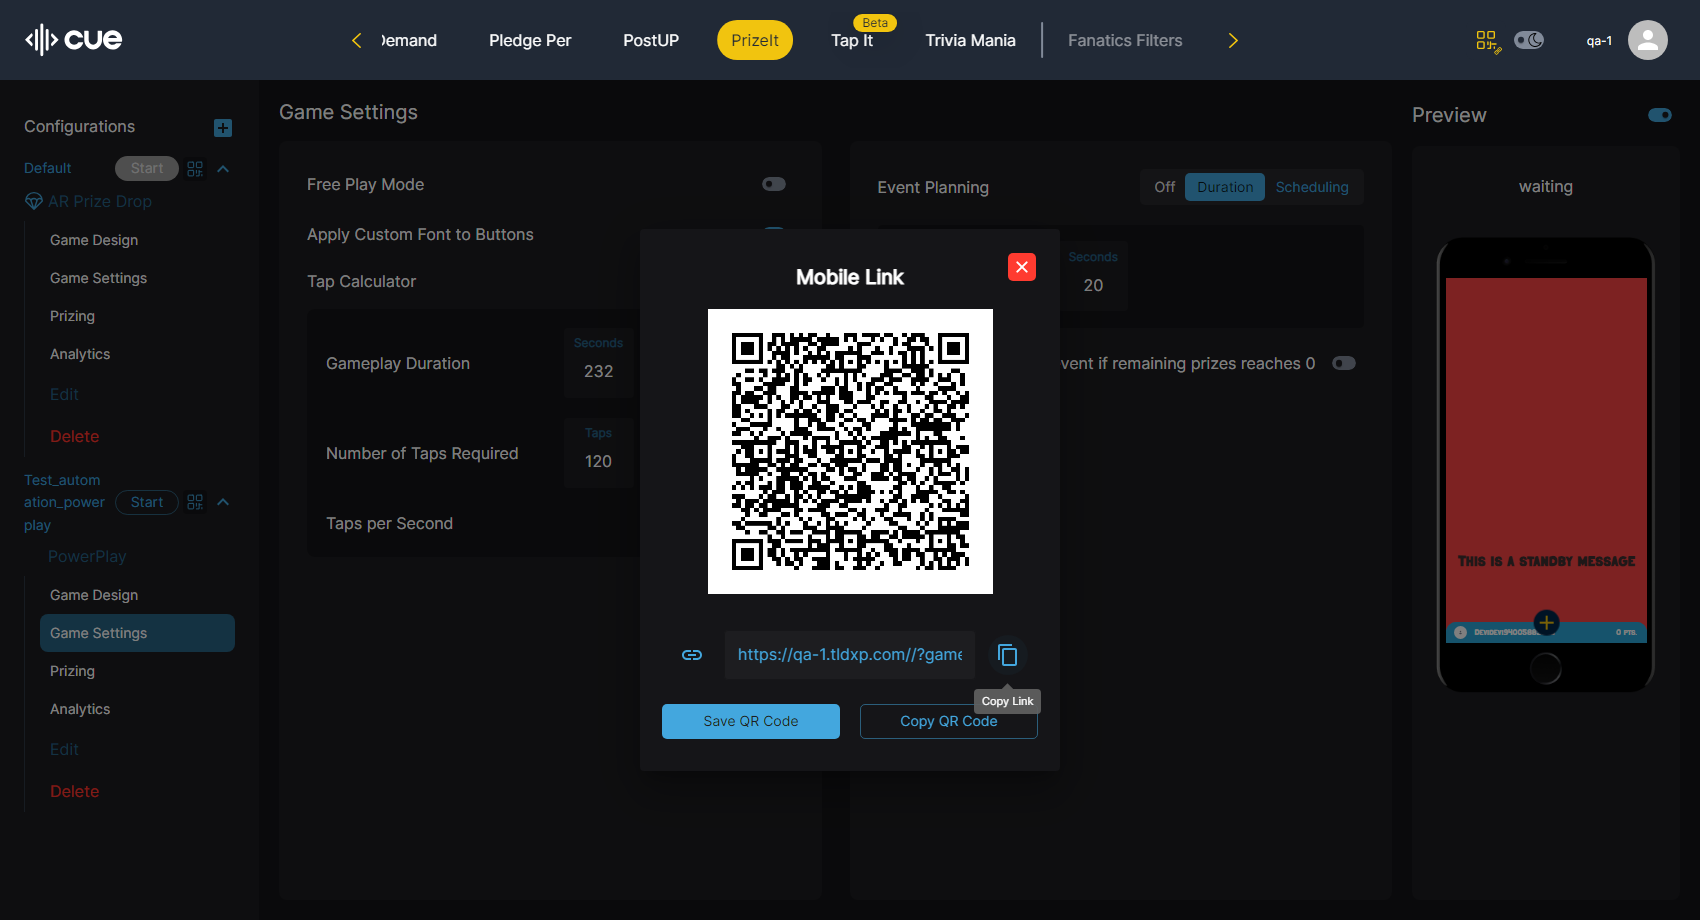 cue
Demand
Pledge Per
PostUP
PrizeIt
Beta
Tap It
Trivia Mania
Fanatics Filters
qa-1
Configurations
Default
Start
AR Prize Drop
Game Design
Game Settings
Prizing
Analytics
Edit
Delete
Test_autom
ation_power
play
Start
PowerPlay
Game Design
Game Settings
Prizing
Analytics
Edit
Delete
Game Settings
Free Play Mode
Apply Custom Font to Buttons
Tap Calculator
Gameplay Duration
Seconds
232
Number of Taps Required
Taps
120
Taps per Second
Event Planning
Off
Duration
Scheduling
Seconds
20
vent if remaining prizes reaches 0
Mobile Link
https://qa-1.tldxp.com//?game
Copy Link
Save QR Code
Copy QR Code
Preview
waiting
This is a standby message
0 pts.